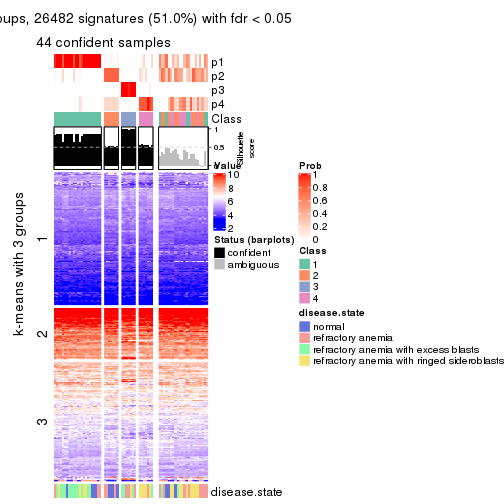 oups, 26482 signatures (51.0%) with fdr < 0.05
44 confident samples
p1
p2
p3
p4
Class
1
0.5
0
Silhouette
score
k-means with 3 groups
1
2
3
disease.state
Value
10
8
6
4
2
Status (barplots)
confident
ambiguous
Prob
1
0.8
0.6
0.4
0.2
0
Class
1
2
3
4
disease.state
normal
refractory anemia
refractory anemia with excess blasts
refractory anemia with ringed sideroblasts